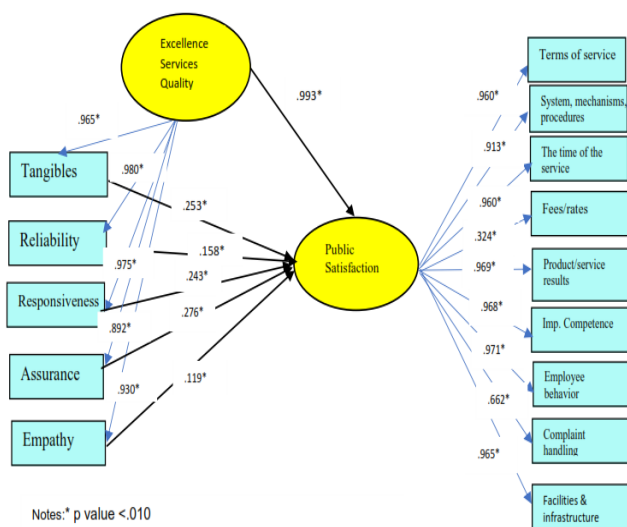 Excellence
Services
Quality
.993*
.965*
.980*
.975*
.892*
.930*
Tangibles
Reliability
Responsiveness
Assurance
Empathy
.253*
.158*
.243*
.276*
.119*
Public
Satisfaction
.960*
.913*
.960*
.324*
.969*
.968*
.971*
.662*
.965*
Terms of service
System, mechanisms,
procedures
The time of the
service
Fees/rates
Product/service
results
Imp. Competence
Employee
behavior
Complaint
handling
Facilities &
infrastructure
Notes:* p value <.010